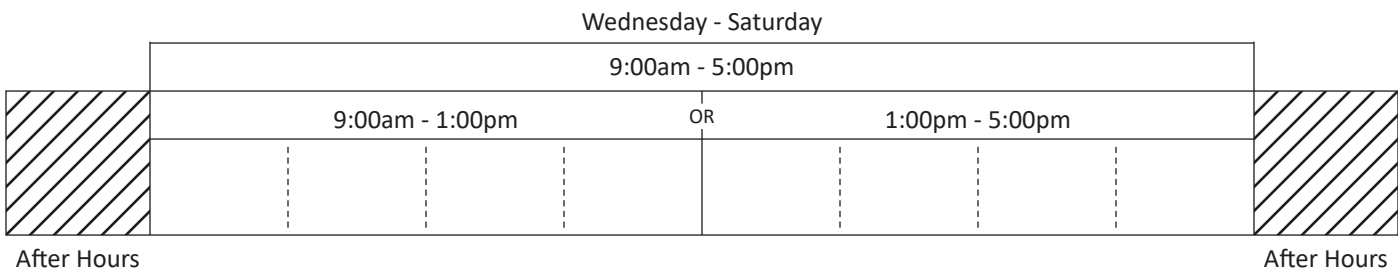 Wednesday - Saturday
9:00am - 5:00pm
9:00am - 1:00pm OR 1:00pm - 5:00pm
After Hours After Hours